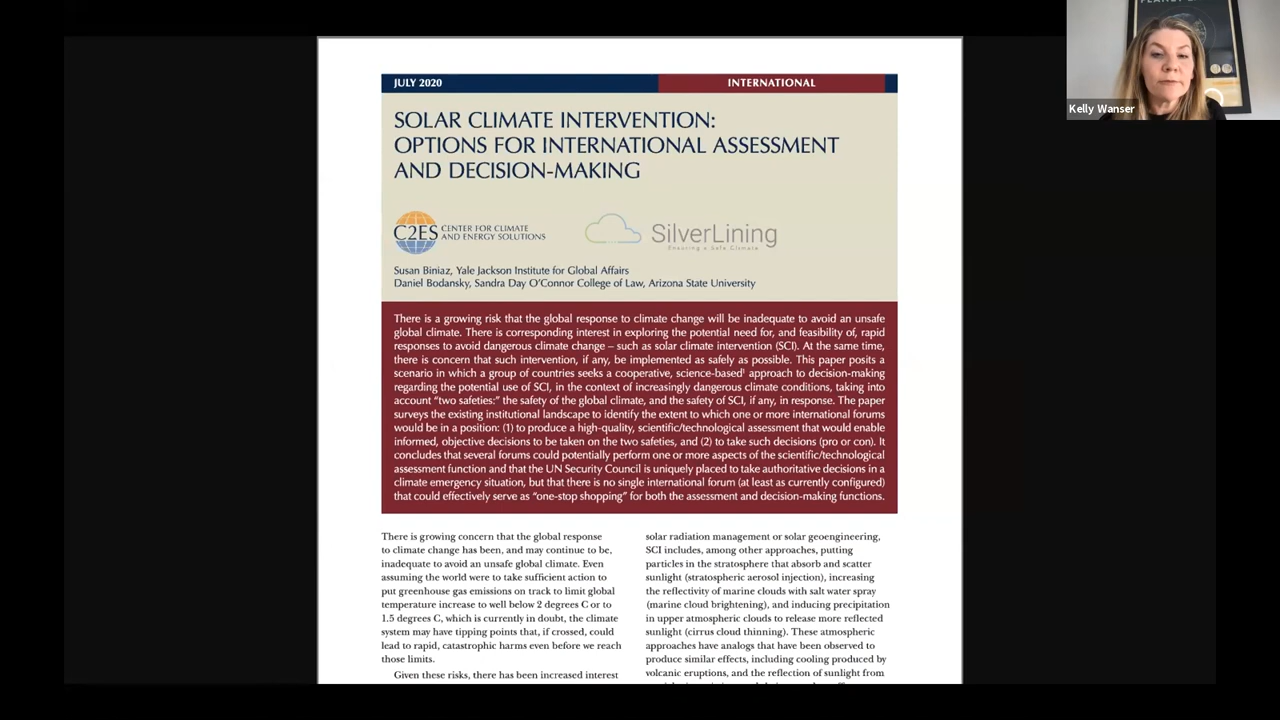 JULY 2020
INTERNATIONAL
SOLAR CLIMATE INTERVENTION:
OPTIONS FOR INTERNATIONAL ASSESSMENT
AND DECISION-MAKING
C2ES CENTER FOR CLIMATE
AND ENERGY SOLUTIONS
SilverLining
Ensuring a Safe Climate
Susan Biniaz, Yale Jackson Institute for Global Affairs
Daniel Bodansky, Sandra Day O'Connor College of Law, Arizona State University
There is a growing risk that the global response to climate change will be inadequate to avoid an unsafe
global climate. There is corresponding interest in exploring the potential need for, and feasibility of, rapid
responses to avoid dangerous climate change – such as solar climate intervention (SCI). At the same time,
there is concern that such intervention, if any, be implemented as safely as possible. This paper posits a
scenario in which a group of countries seeks a cooperative, science-based¹ approach to decision-making
regarding the potential use of SCI, in the context of increasingly dangerous climate conditions, taking into
account "two safeties:" the safety of the global climate, and the safety of SCI, if any, in response. The paper
surveys the existing institutional landscape to identify the extent to which one or more international forums
would be in a position: (1) to produce a high-quality, scientific/technological assessment that would enable
informed, objective decisions to be taken on the two safeties, and (2) to take such decisions (pro or con). It
concludes that several forums could potentially perform one or more aspects of the scientific/technological
assessment function and that the UN Security Council is uniquely placed to take authoritative decisions in a
climate emergency situation, but that there is no single international forum (at least as currently configured)
that could effectively serve as "one-stop shopping" for both the assessment and decision-making functions.
There is growing concern that the global response
to climate change has been, and may continue to be,
inadequate to avoid an unsafe global climate. Even
assuming the world were to take sufficient action to
put greenhouse gas emissions on track to limit global
temperature increase to well below 2 degrees C or to
1.5 degrees C, which is currently in doubt, the climate
system may have tipping points that, if crossed, could
lead to rapid, catastrophic harms even before we reach
those limits.
Given these risks, there has been increased interest
solar radiation management or solar geoengineering,
SCI includes, among other approaches, putting
particles in the stratosphere that absorb and scatter
sunlight (stratospheric aerosol injection), increasing
the reflectivity of marine clouds with salt water spray
(marine cloud brightening), and inducing precipitation
in upper atmospheric clouds to release more reflected
sunlight (cirrus cloud thinning). These atmospheric
approaches have analogs that have been observed to
produce similar effects, including cooling produced by
volcanic eruptions, and the reflection of sunlight from
Kelly Wanser